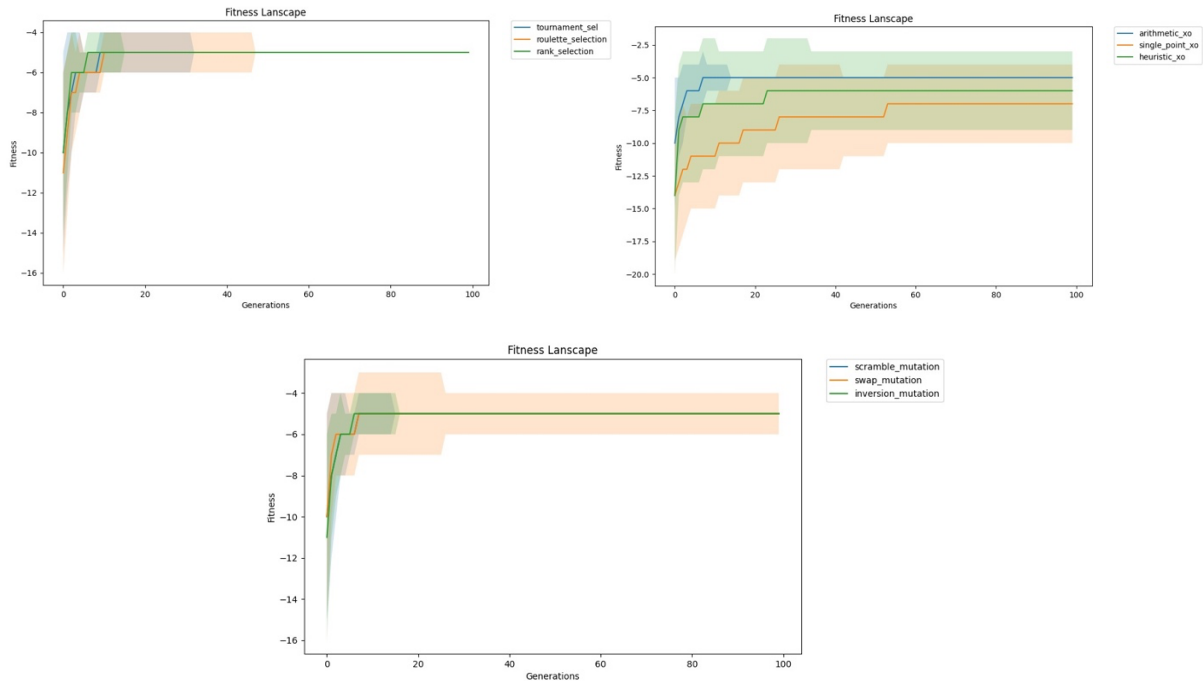 Fitness Lanscape
tournament_sel
roulette_selection
rank_selection
−4
−6
−8
−10
−12
−14
−16
Fitness
0
20
40
60
80
100
Generations
Fitness Lanscape
arithmetic_xo
single_point_xo
heuristic_xo
−2.5
−5.0
−7.5
−10.0
−12.5
−15.0
−17.5
−20.0
Fitness
0
20
40
60
80
100
Generations
Fitness Lanscape
scramble_mutation
swap_mutation
inversion_mutation
−4
−6
−8
−10
−12
−14
−16
Fitness
0
20
40
60
80
100
Generations